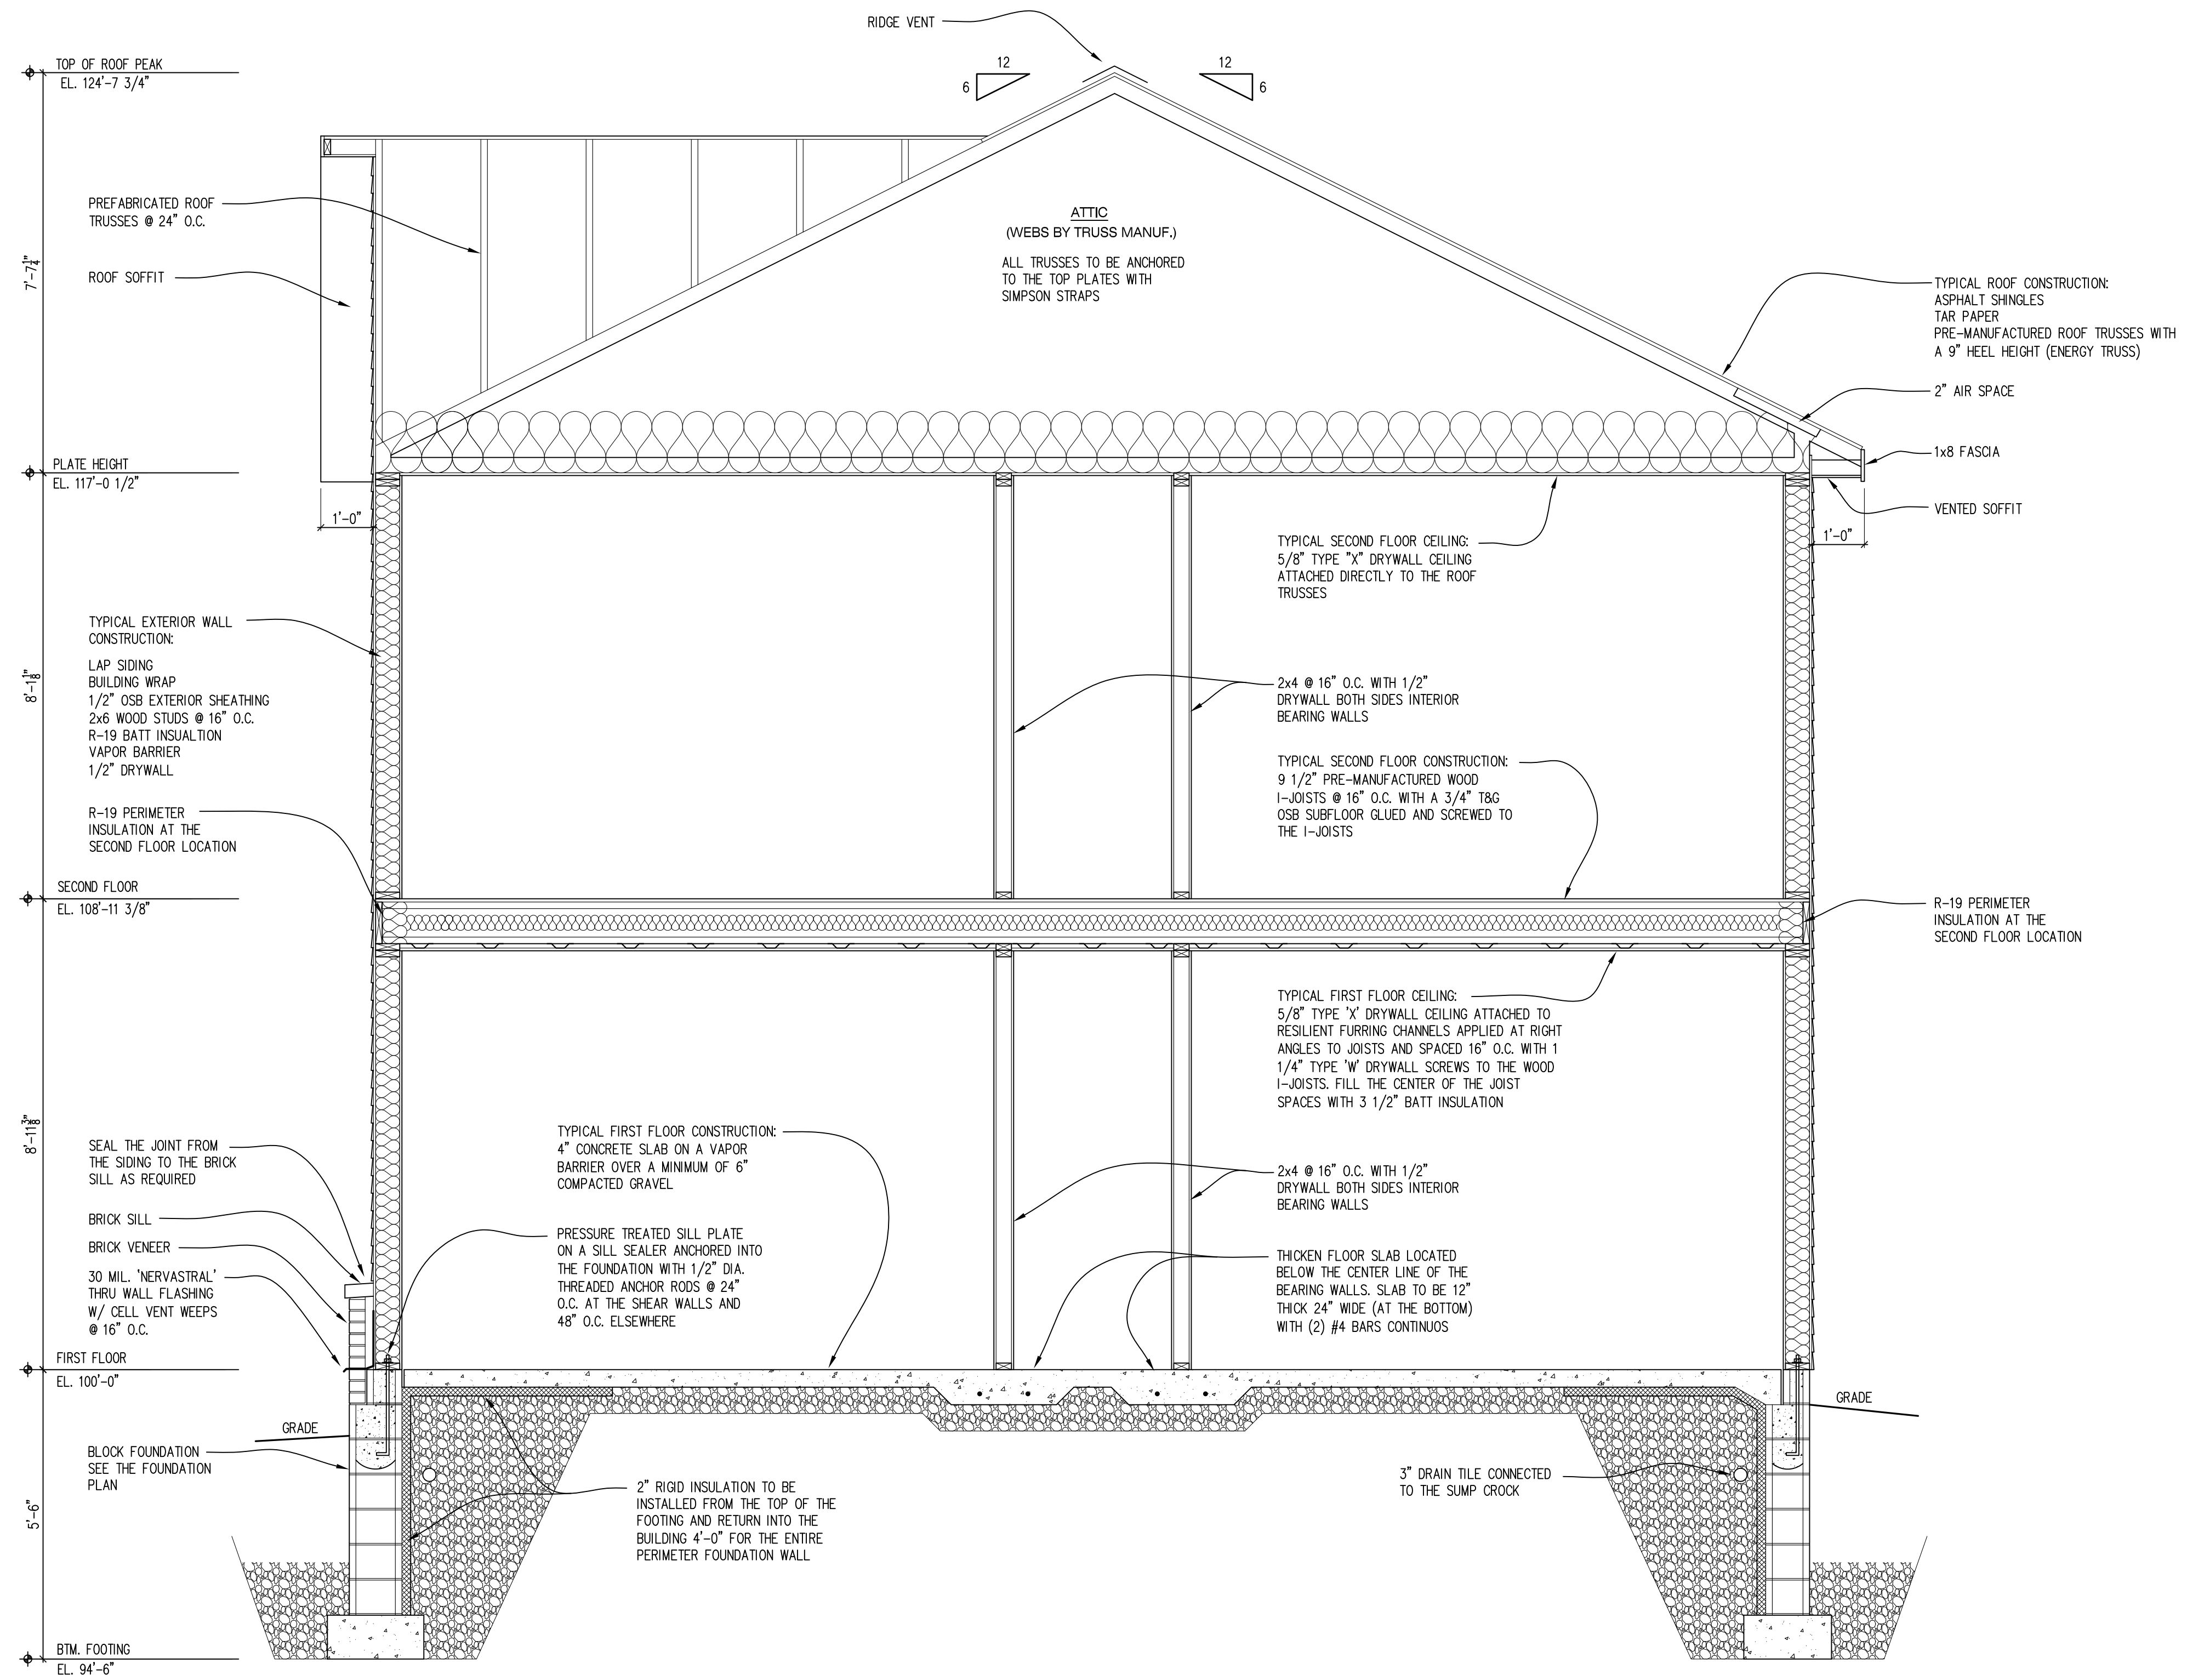 RIDGE VENT
12
6
12
6
TOP OF ROOF PEAK
EL. 124'-7 3/4"
PREFABRICATED ROOF
TRUSSES @ 24" O.C.
ROOF SOFFIT
7'-7 1/4"
ATTIC
(WEBS BY TRUSS MANUF.)
ALL TRUSSES TO BE ANCHORED
TO THE TOP PLATES WITH
SIMPSON STRAPS
TYPICAL ROOF CONSTRUCTION:
ASPHALT SHINGLES
TAR PAPER
PRE-MANUFACTURED ROOF TRUSSES WITH
A 9" HEEL HEIGHT (ENERGY TRUSS)
2" AIR SPACE
1x8 FASCIA
VENTED SOFFIT
1'-0"
PLATE HEIGHT
EL. 117'-0 1/2"
1'-0"
TYPICAL SECOND FLOOR CEILING:
5/8" TYPE "X" DRYWALL CEILING
ATTACHED DIRECTLY TO THE ROOF
TRUSSES
TYPICAL EXTERIOR WALL
CONSTRUCTION:
LAP SIDING
BUILDING WRAP
1/2" OSB EXTERIOR SHEATHING
2x6 WOOD STUDS @ 16" O.C.
R-19 BATT INSUALTION
VAPOR BARRIER
1/2" DRYWALL
8'-1 1/8"
2x4 @ 16" O.C. WITH 1/2"
DRYWALL BOTH SIDES INTERIOR
BEARING WALLS
TYPICAL SECOND FLOOR CONSTRUCTION:
9 1/2" PRE-MANUFACTURED WOOD
I-JOISTS @ 16" O.C. WITH A 3/4" T&G
OSB SUBFLOOR GLUED AND SCREWED TO
THE I-JOISTS
R-19 PERIMETER
INSULATION AT THE
SECOND FLOOR LOCATION
SECOND FLOOR
EL. 108'-11 3/8"
R-19 PERIMETER
INSULATION AT THE
SECOND FLOOR LOCATION
TYPICAL FIRST FLOOR CEILING:
5/8" TYPE 'X' DRYWALL CEILING ATTACHED TO
RESILIENT FURRING CHANNELS APPLIED AT RIGHT
ANGLES TO JOISTS AND SPACED 16" O.C. WITH 1
1/4" TYPE 'W' DRYWALL SCREWS TO THE WOOD
I-JOISTS. FILL THE CENTER OF THE JOIST
SPACES WITH 3 1/2" BATT INSULATION
8'-11 3/8"
SEAL THE JOINT FROM
THE SIDING TO THE BRICK
SILL AS REQUIRED
BRICK SILL
BRICK VENEER
30 MIL. 'NERVASTRAL'
THRU WALL FLASHING
W/ CELL VENT WEEPS
@ 16" O.C.
TYPICAL FIRST FLOOR CONSTRUCTION:
4" CONCRETE SLAB ON A VAPOR
BARRIER OVER A MINIMUM OF 6"
COMPACTED GRAVEL
PRESSURE TREATED SILL PLATE
ON A SILL SEALER ANCHORED INTO
THE FOUNDATION WITH 1/2" DIA.
THREADED ANCHOR RODS @ 24"
O.C. AT THE SHEAR WALLS AND
48" O.C. ELSEWHERE
2x4 @ 16" O.C. WITH 1/2"
DRYWALL BOTH SIDES INTERIOR
BEARING WALLS
THICKEN FLOOR SLAB LOCATED
BELOW THE CENTER LINE OF THE
BEARING WALLS. SLAB TO BE 12"
THICK 24" WIDE (AT THE BOTTOM)
WITH (2) #4 BARS CONTINUOS
FIRST FLOOR
EL. 100'-0"
GRADE
GRADE
BLOCK FOUNDATION
SEE THE FOUNDATION
PLAN
5'-6"
2" RIGID INSULATION TO BE
INSTALLED FROM THE TOP OF THE
FOOTING AND RETURN INTO THE
BUILDING 4'-0" FOR THE ENTIRE
PERIMETER FOUNDATION WALL
3" DRAIN TILE CONNECTED
TO THE SUMP CROCK
BTM. FOOTING
EL. 94'-6"